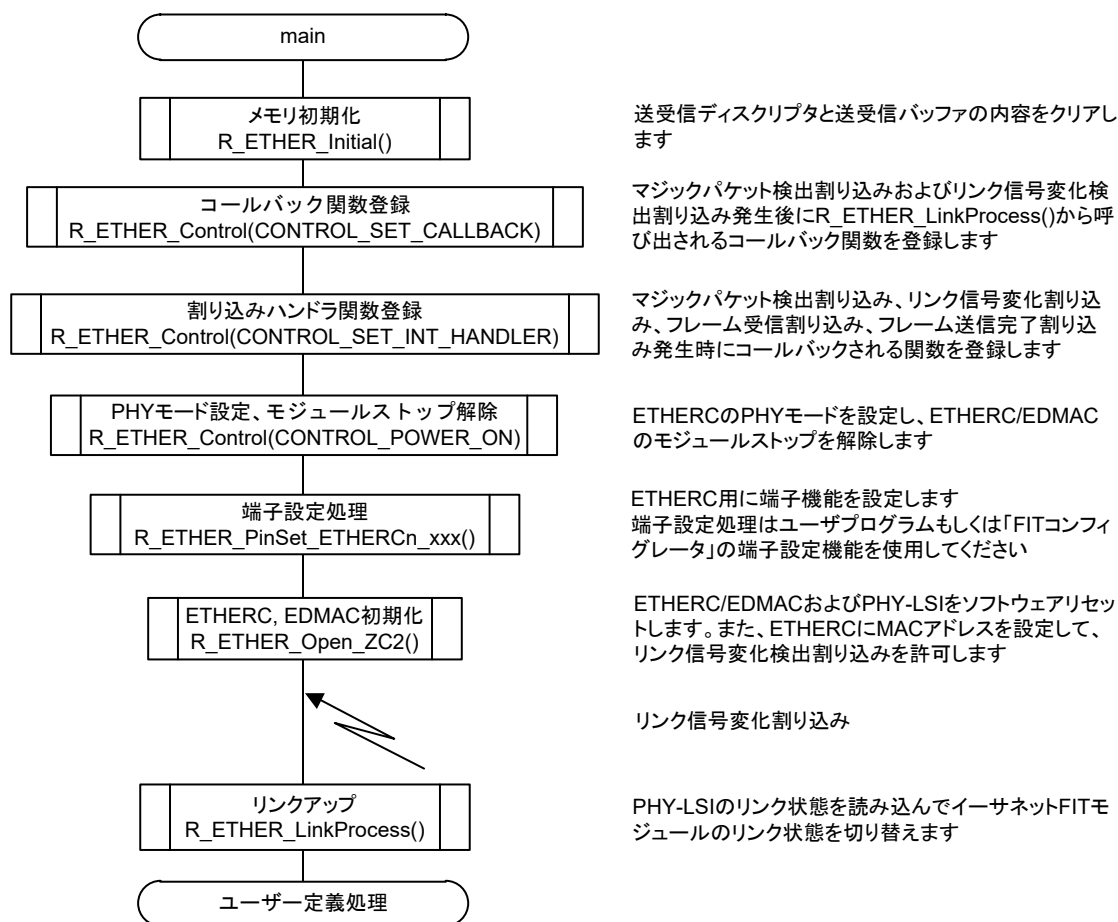 main
メモリ初期化
R_ETHER_Initial()
送受信ディスクリプタと送受信バッファの内容をクリアし
ます
コールバック関数登録
R_ETHER_Control(CONTROL_SET_CALLBACK)
マジックパケット検出割り込みおよびリンク信号変化検
出割り込み発生後にR_ETHER_LinkProcess()から呼
び出されるコールバック関数を登録します
割り込みハンドラ関数登録
R_ETHER_Control(CONTROL_SET_INT_HANDLER)
マジックパケット検出割り込み、リンク信号変化割り込
み、フレーム受信割り込み、フレーム送信完了割り込
み発生時にコールバックされる関数を登録します
PHYモード設定、モジュールストップ解除
R_ETHER_Control(CONTROL_POWER_ON)
ETHERCのPHYモードを設定し、ETHERC/EDMAC
のモジュールストップを解除します
端子設定処理
R_ETHER_PinSet_ETHERCn_xxx()
ETHERC用に端子機能を設定します
端子設定処理はユーザプログラムもしくは「FITコンフィ
グレータ」の端子設定機能を使用してください
ETHERC, EDMAC初期化
R_ETHER_Open_ZC2()
ETHERC/EDMACおよびPHY-LSIをソフトウェアリセッ
トします。また、ETHERCにMACアドレスを設定して、
リンク信号変化検出割り込みを許可します
リンク信号変化割り込み
リンクアップ
R_ETHER_LinkProcess()
PHY-LSIのリンク状態を読み込んでイーサネットFITモ
ジュールのリンク状態を切り替えます
ユーザー定義処理